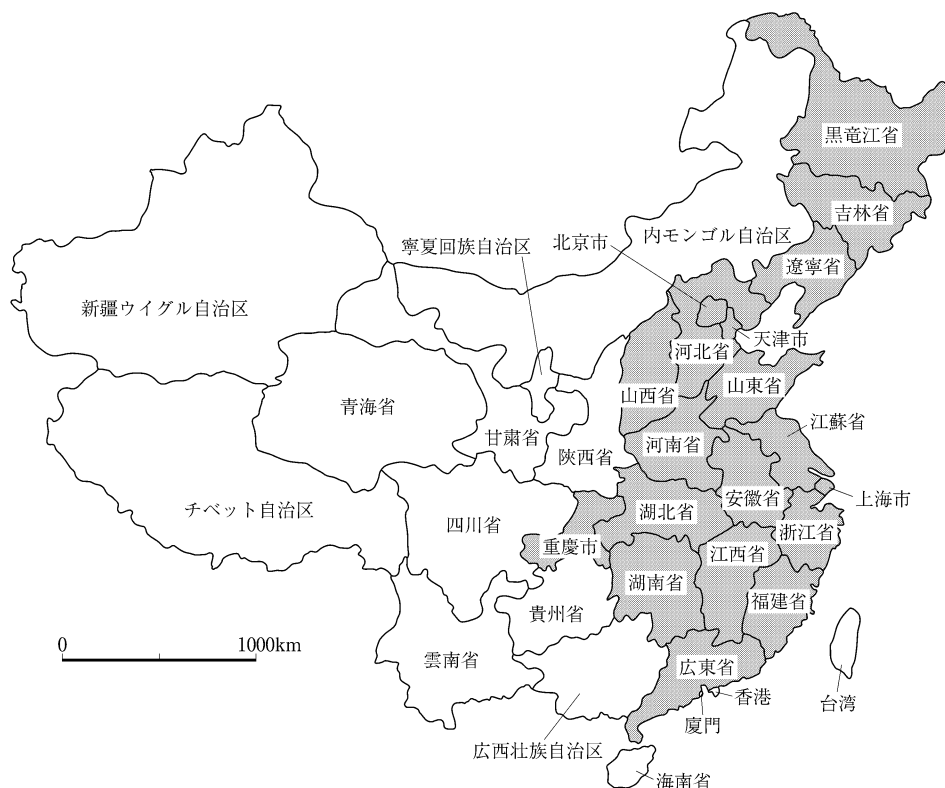 黒竜江省
吉林省
寧夏回族自治区
北京市
内モンゴル自治区
遼寧省
新疆ウイグル自治区
天津市
河北省
山東省
山西省
青海省
江蘇省
甘粛省
河南省
陝西省
チベット自治区
安徽省
上海市
四川省
湖北省
浙江省
重慶市
江西省
湖南省
福建省
貴州省
0
1000km
雲南省
広東省
香港
台湾
廈門
広西壮族自治区
海南省